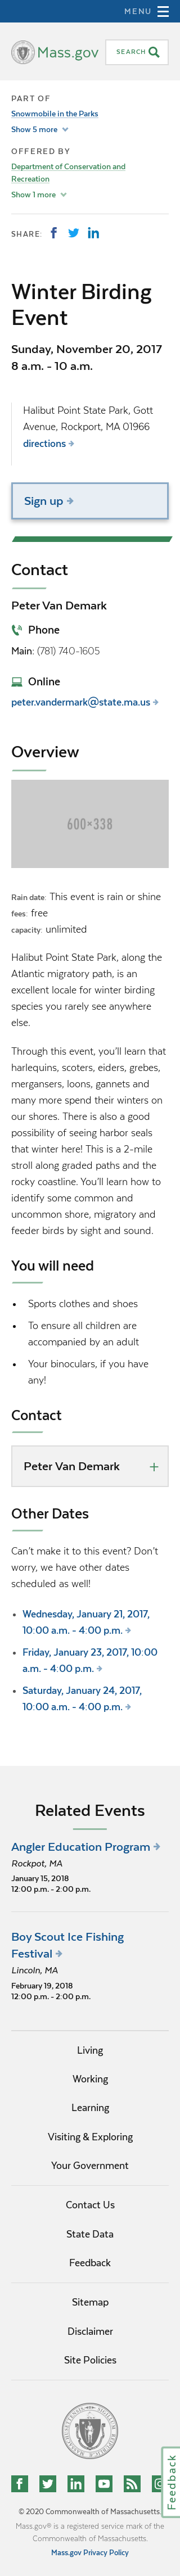 MENU
Mass.gov
SEARCH
PART OF
Snowmobile in the Parks
Show 5 more
OFFERED BY
Department of Conservation and
Recreation
Show 1 more
SHARE:
Winter Birding
Event
Sunday, November 20, 2017
8 a.m. - 10 a.m.
Halibut Point State Park, Gott
Avenue, Rockport, MA 01966
directions
Sign up
Contact
Peter Van Demark
Phone
Main: (781) 740-1605
Online
peter.vandermark@state.ma.us
Overview
600×338
Rain date: This event is rain or shine
fees: free
capacity: unlimited
Halibut Point State Park, along the
Atlantic migratory path, is an
excellent locale for winter birding
species you rarely see anywhere
else.
Through this event, you'll learn that
harlequins, scoters, eiders, grebes,
mergansers, loons, gannets and
many more spend their winters on
our shores. There is also a good
possibility of seeing harbor seals
that winter here! This is a 2-mile
stroll along graded paths and the
rocky coastline. You'll learn how to
identify some common and
uncommon shore, migratory and
feeder birds by sight and sound.
You will need
Sports clothes and shoes
To ensure all children are
accompanied by an adult
Your binoculars, if you have
any!
Contact
Peter Van Demark
Other Dates
Can't make it to this event? Don't
worry, we have other dates
scheduled as well!
Wednesday, January 21, 2017,
10:00 a.m. - 4:00 p.m.
Friday, January 23, 2017, 10:00
a.m. - 4:00 p.m.
Saturday, January 24, 2017,
10:00 a.m. - 4:00 p.m.
Related Events
Angler Education Program
Rockpot, MA
January 15, 2018
12:00 p.m. - 2:00 p.m.
Boy Scout Ice Fishing
Festival
Lincoln, MA
February 19, 2018
12:00 p.m. - 2:00 p.m.
Living
Working
Learning
Visiting & Exploring
Your Government
Contact Us
State Data
Feedback
Sitemap
Disclaimer
Site Policies
Feedback
© 2020 Commonwealth of Massachusetts.
Mass.gov® is a registered service mark of the
Commonwealth of Massachusetts.
Mass.gov Privacy Policy